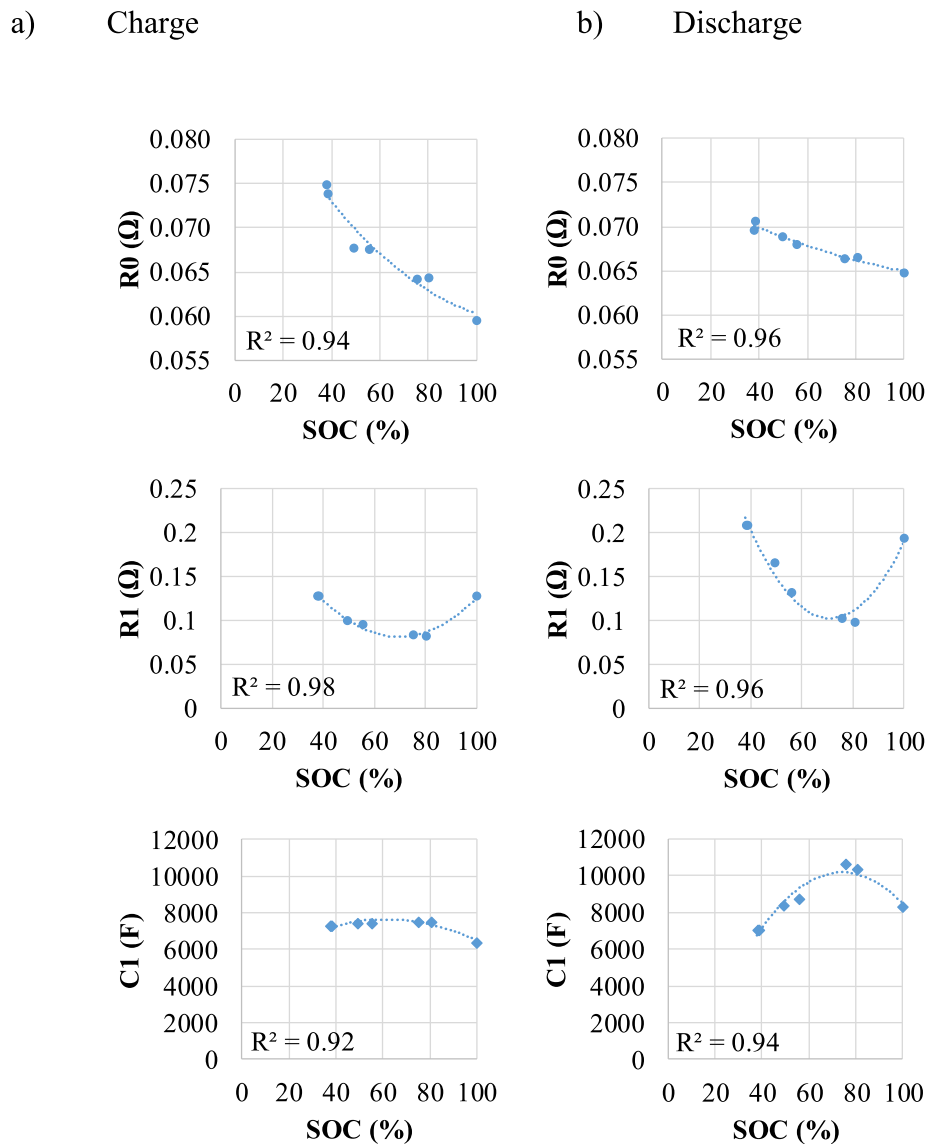 a) Charge
b) Discharge
R0 (Ω)
0.080
0.075
0.070
0.065
0.060
0.055
R² = 0.94
0 20 40 60 80 100
SOC (%)
R0 (Ω)
0.080
0.075
0.070
0.065
0.060
0.055
R² = 0.96
0 20 40 60 80 100
SOC (%)
R1 (Ω)
0.25
0.2
0.15
0.1
0.05
0
R² = 0.98
0 20 40 60 80 100
SOC (%)
R1 (Ω)
0.25
0.2
0.15
0.1
0.05
0
R² = 0.96
0 20 40 60 80 100
SOC (%)
C1 (F)
12000
10000
8000
6000
4000
2000
0
R² = 0.92
0 20 40 60 80 100
SOC (%)
C1 (F)
12000
10000
8000
6000
4000
2000
0
R² = 0.94
0 20 40 60 80 100
SOC (%)